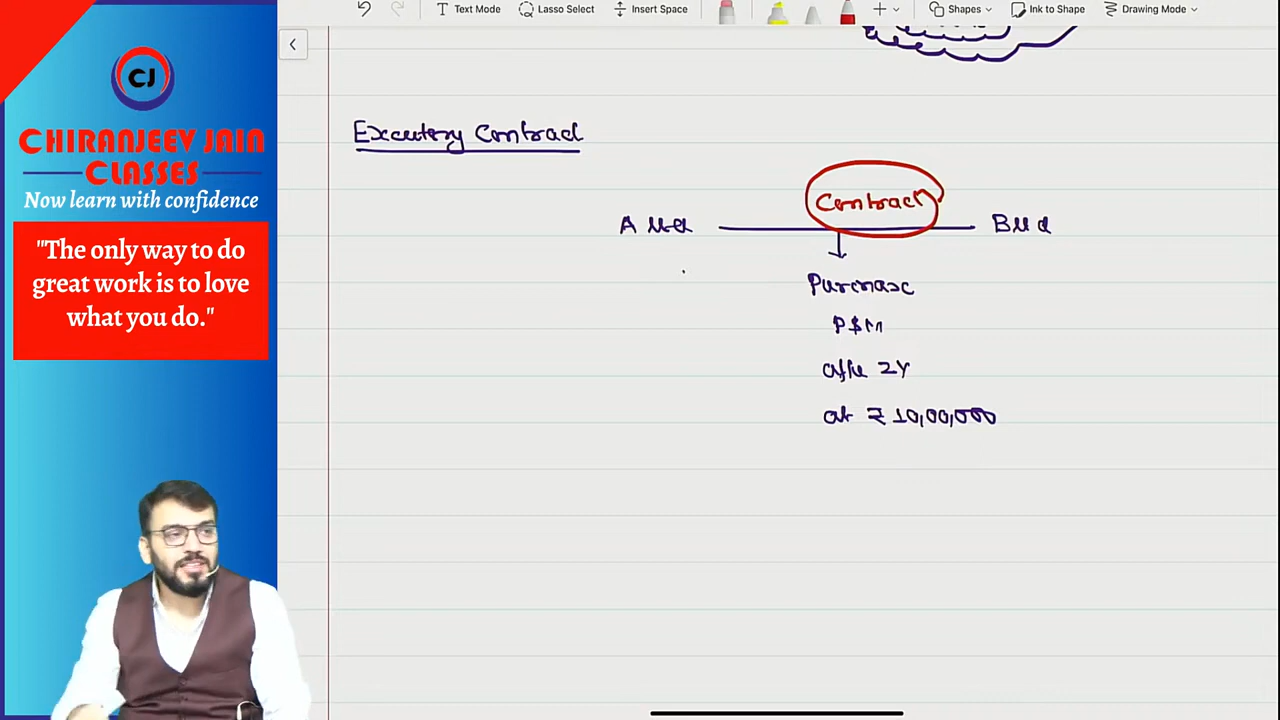 Text Mode
Lasso Select
Insert Space
Shapes
Ink to Shape
Drawing Mode
CJ
CHIRANJEEV JAIN
CLASSES
Now learn with confidence
"The only way to do
great work is to love
what you do."
Executory Contract
Contract
A Ltd
B Ltd
Purchase
P&M
after 2Y
at ₹ 10,00,000